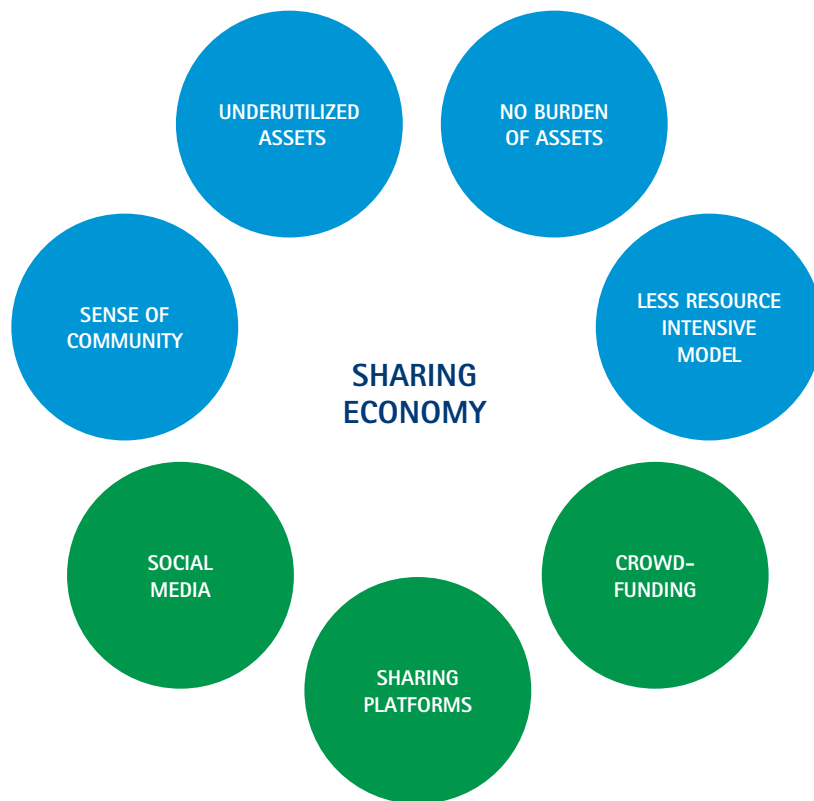 UNDERUTILIZED
ASSETS
NO BURDEN
OF ASSETS
SENSE OF
COMMUNITY
LESS RESOURCE
INTENSIVE
MODEL
SHARING
ECONOMY
SOCIAL
MEDIA
CROWD-
FUNDING
SHARING
PLATFORMS